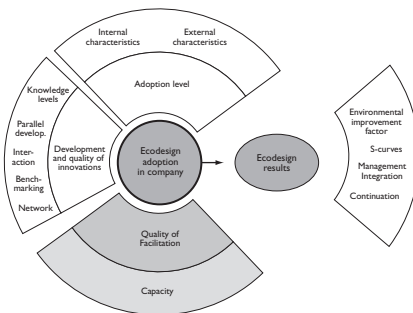 Internal
characteristics
External
characteristics
Adoption level
Knowledge
levels
Parallel
develop.
Inter-
action
Bench-
marking
Network
Development
and quality of
innovations
Ecodesign
adoption
in company
Ecodesign
results
Environmental
improvement
factor
S-curves
Management
Integration
Continuation
Quality of
Facilitation
Capacity